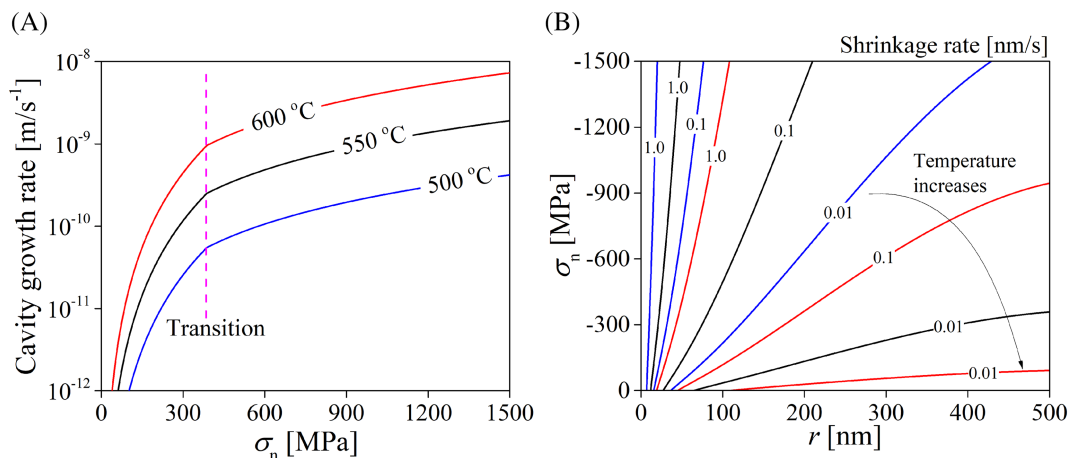 (A)
Cavity growth rate [m/s⁻¹]
10⁻⁸
10⁻⁹
10⁻¹⁰
10⁻¹¹
10⁻¹²
600 °C
550 °C
500 °C
Transition
0 300 600 900 1200 1500
σₙ [MPa]
(B)
Shrinkage rate [nm/s]
σₙ [MPa]
-1500
-1200
-900
-600
-300
0
1.0
1.0
0.1
1.0
0.1
0.01
0.1
0.01
0.01
Temperature
increases
0 100 200 300 400 500
r [nm]